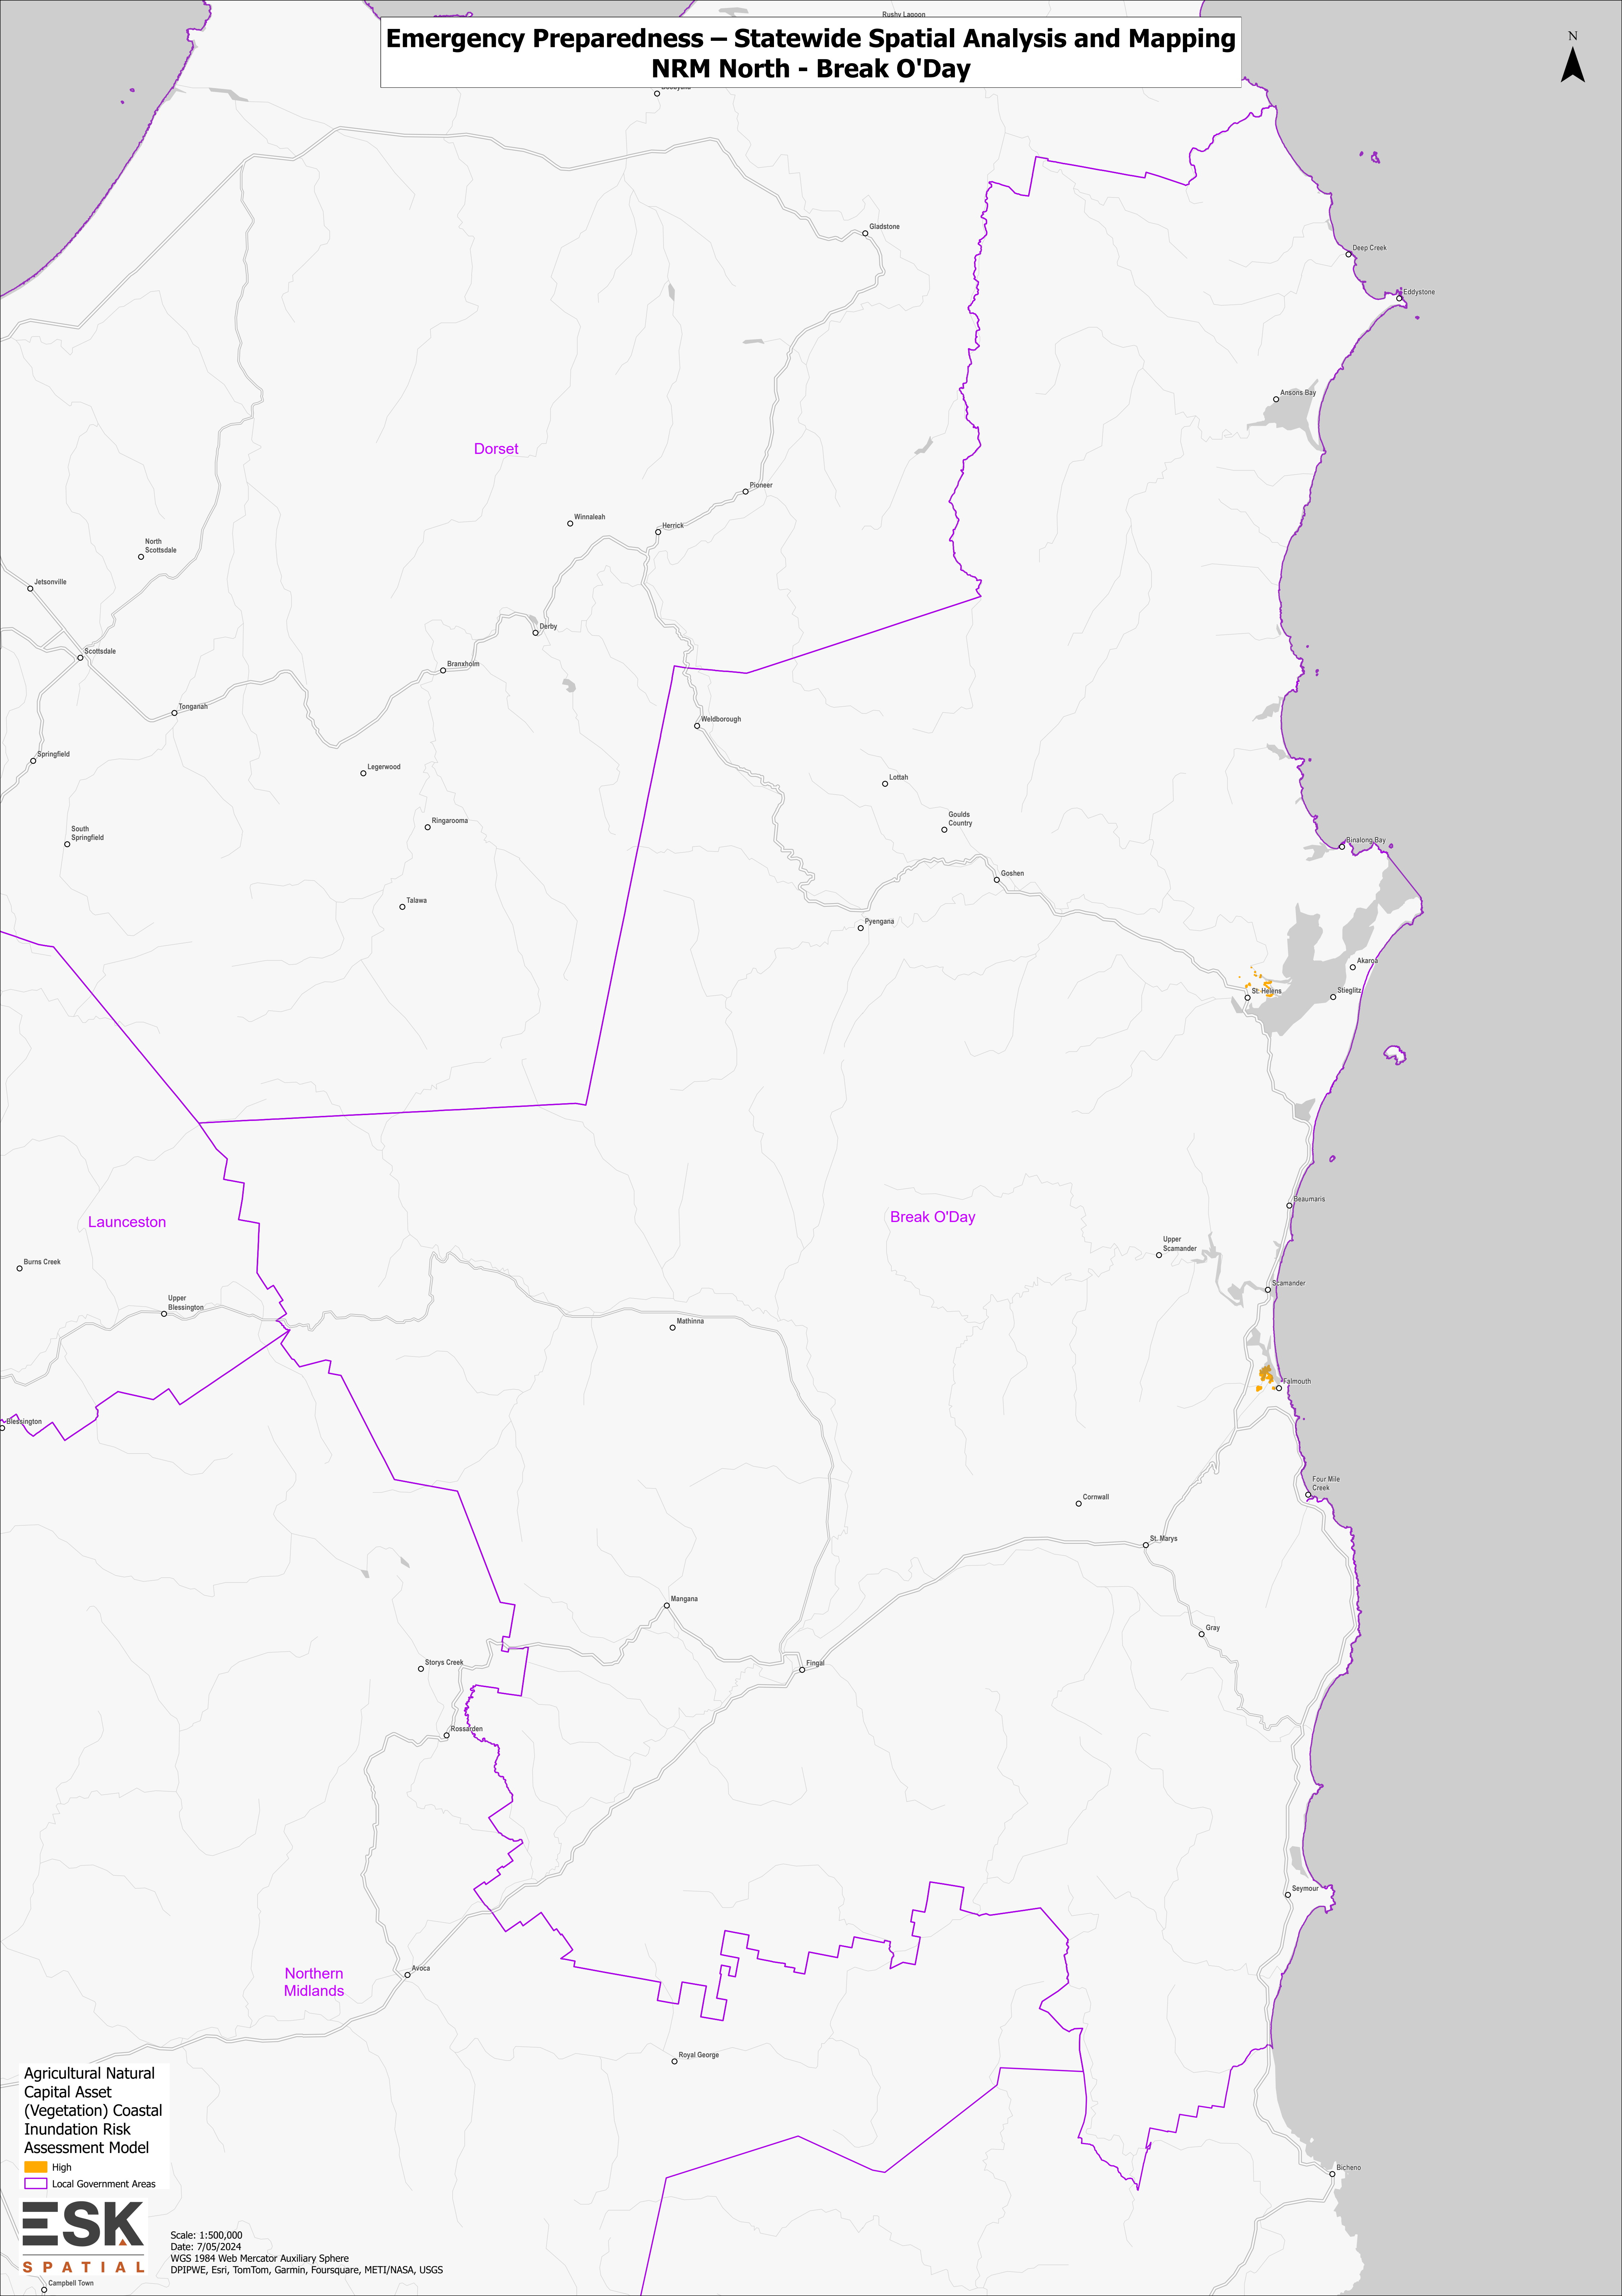 Rushy Lagoon
Emergency Preparedness – Statewide Spatial Analysis and Mapping
NRM North - Break O'Day
N
Gladstone
Deep Creek
Eddystone
Ansons Bay
Dorset
Pioneer
Winnaleah
Herrick
North
Scottsdale
Jetsonville
Derby
Scottsdale
Branxholm
Tonganah
Weldborough
Springfield
Legerwood
Lottah
Goulds
Country
Ringarooma
South
Springfield
Binalong Bay
Goshen
Talawa
Pyengana
Akaroa
St. Helens
Stieglitz
Beaumaris
Break O'Day
Launceston
Upper
Scamander
Burns Creek
Scamander
Upper
Blessington
Mathinna
Falmouth
Blessington
Four Mile
Creek
Cornwall
St. Marys
Mangana
Gray
Storys Creek
Fingal
Rossarden
Seymour
Avoca
Northern
Midlands
Royal George
Agricultural Natural
Capital Asset
(Vegetation) Coastal
Inundation Risk
Assessment Model
High
Local Government Areas
Bicheno
ESK
SPATIAL
Scale: 1:500,000
Date: 7/05/2024
WGS 1984 Web Mercator Auxiliary Sphere
DPIPWE, Esri, TomTom, Garmin, Foursquare, METI/NASA, USGS
Campbell Town